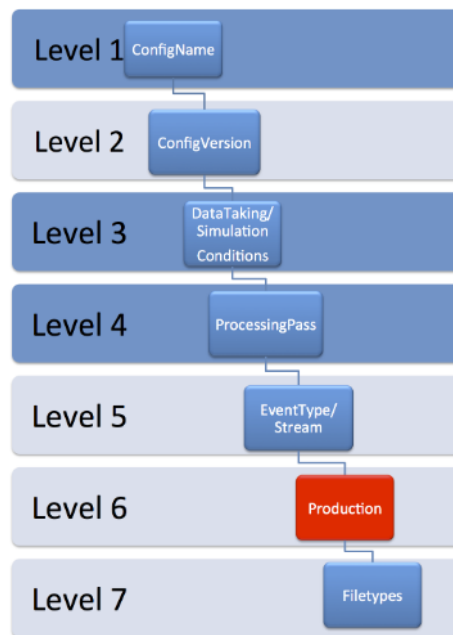 Level 1
ConfigName
Level 2
ConfigVersion
Level 3
DataTaking/
Simulation
Conditions
Level 4
ProcessingPass
Level 5
EventType/
Stream
Level 6
Production
Level 7
Filetypes